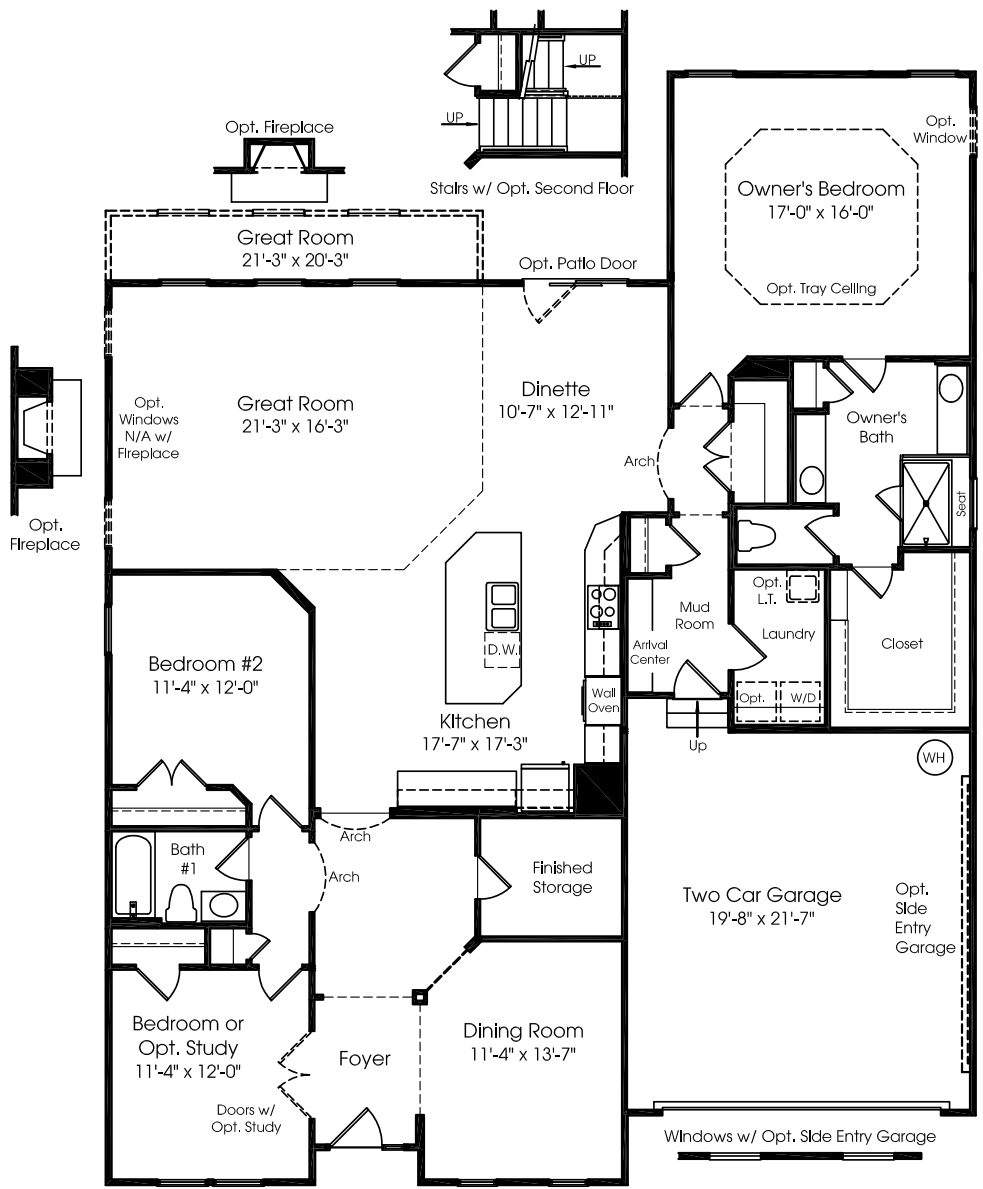 UP
UP
Stairs w/ Opt. Second Floor
Opt. Fireplace
Opt.
Window
Owner's Bedroom
17'-0" x 16'-0"
Opt. Tray Ceiling
Great Room
21'-3" x 20'-3"
Opt. Patio Door
Opt.
Windows
N/A w/
Fireplace
Great Room
21'-3" x 16'-3"
Dinette
10'-7" x 12'-11"
Arch
Owner's
Bath
Seat
Opt.
Fireplace
D.W.
Kitchen
17'-7" x 17'-3"
Wall
Oven
Arrival
Center
Mud
Room
Opt.
L.T.
Laundry
Opt.
W/D
Closet
Up
WH
Bedroom #2
11'-4" x 12'-0"
Arch
Arch
Bath
#1
Finished
Storage
Two Car Garage
19'-8" x 21'-7"
Opt.
Side
Entry
Garage
Bedroom or
Opt. Study
11'-4" x 12'-0"
Doors w/
Opt. Study
Foyer
Dining Room
11'-4" x 13'-7"
Windows w/ Opt. Side Entry Garage